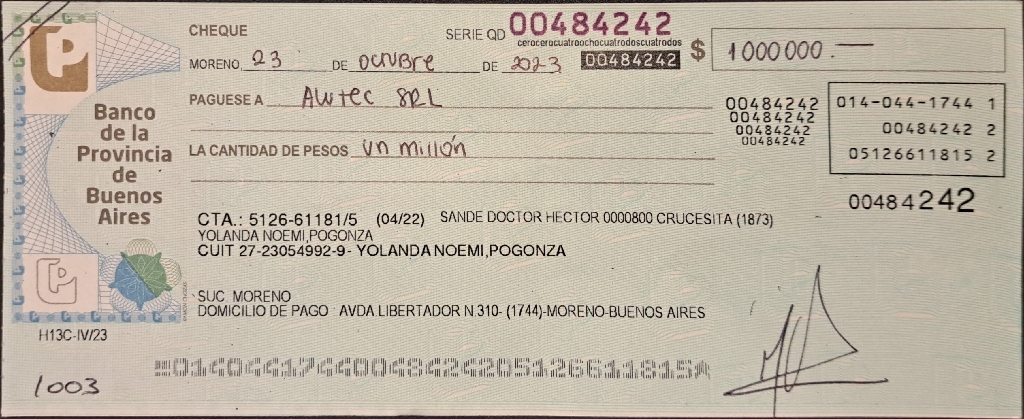 CHEQUE
SERIE QD 00484242
cerocerocuatroochocuatrodoscuatrodos
00484242
MORENO, 23 DE OCTUBRE DE 2023
$ 1000000.—
PAGUESE A AWTEC SRL
LA CANTIDAD DE PESOS Un millón
00484242
00484242
00484242
00484242
014-044-1744 1
00484242 2
05126611815 2
00484242
Banco
de la
Provincia
de
Buenos
Aires
CTA.: 5126-61181/5 (04/22) SANDE DOCTOR HECTOR 0000800 CRUCESITA (1873)
YOLANDA NOEMI,POGONZA
CUIT 27-23054992-9- YOLANDA NOEMI,POGONZA
SUC MORENO
DOMICILIO DE PAGO AVDA LIBERTADOR N 310- (1744)-MORENO-BUENOS AIRES
H13C-IV/23
01404417440048424205126611815
1003